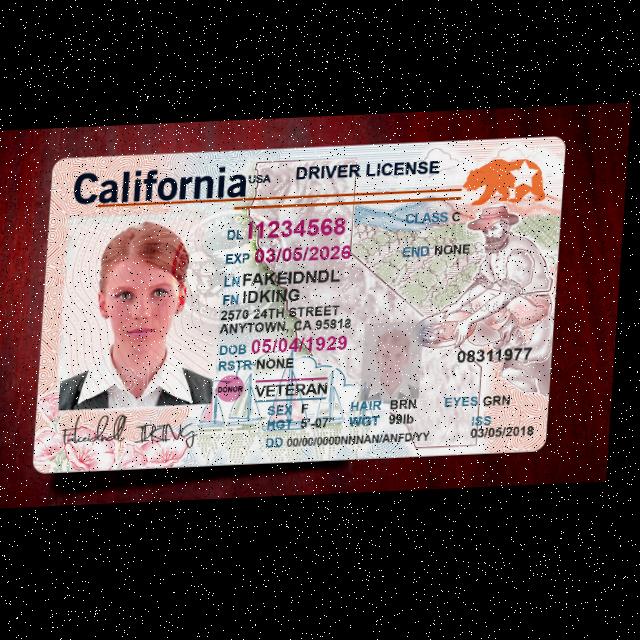 California USA DRIVER LICENSE
DL I1234568 CLASS C
EXP 03/05/2026 END NONE
LN FAKEIDNDL
FN IDKING
2570 24TH STREET
ANYTOWN, CA 95818
DOB 05/04/1929
RSTR NONE 08311977
DONOR VETERAN
SEX F HAIR BRN EYES GRN
HGT 5'-07" WGT 99lb ISS
DD 00/00/0000NNNAN/ANFD/YY 03/05/2018
IDKING